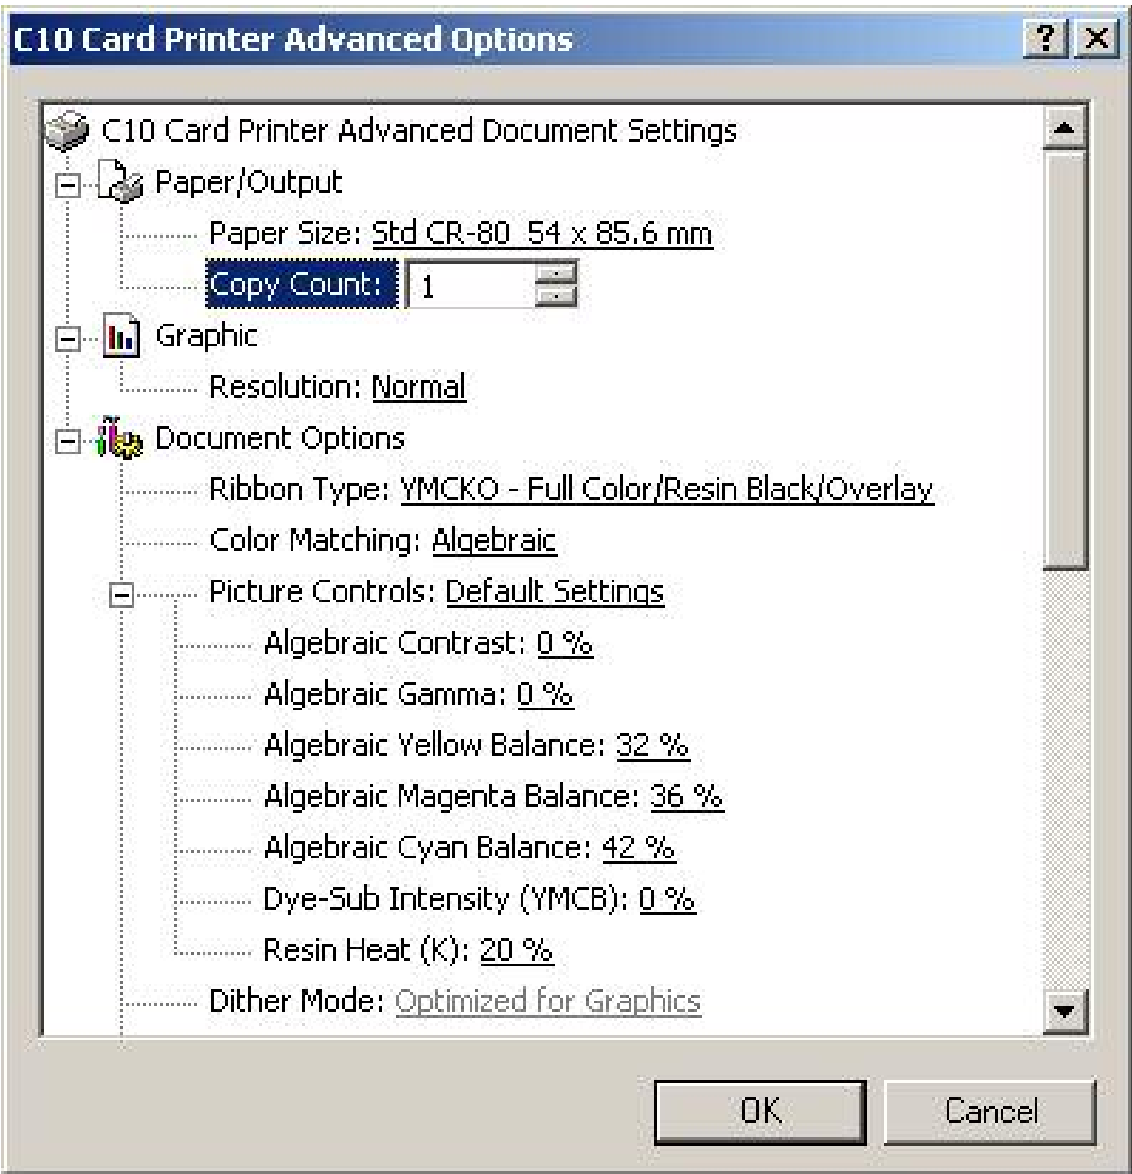 C10 Card Printer Advanced Options
C10 Card Printer Advanced Document Settings
Paper/Output
Paper Size: Std CR-80 54 x 85.6 mm
Copy Count: 1
Graphic
Resolution: Normal
Document Options
Ribbon Type: YMCKO - Full Color/Resin Black/Overlay
Color Matching: Algebraic
Picture Controls: Default Settings
Algebraic Contrast: 0 %
Algebraic Gamma: 0 %
Algebraic Yellow Balance: 32 %
Algebraic Magenta Balance: 36 %
Algebraic Cyan Balance: 42 %
Dye-Sub Intensity (YMCB): 0 %
Resin Heat (K): 20 %
Dither Mode: Optimized for Graphics
OK Cancel